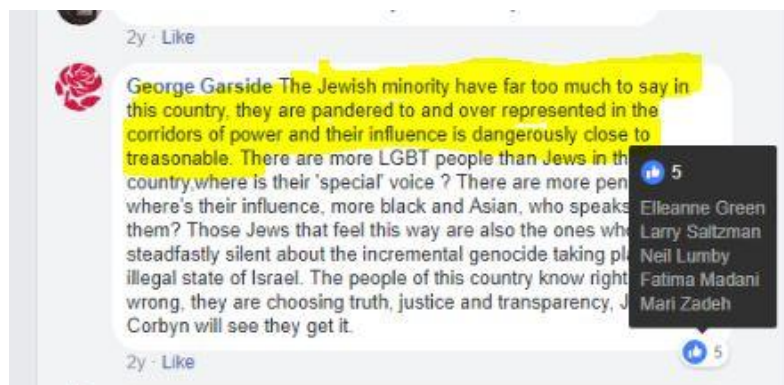 2y · Like
George Garside The Jewish minority have far too much to say in
this country, they are pandered to and over represented in the
corridors of power and their influence is dangerously close to
treasonable. There are more LGBT people than Jews in th
country,where is their 'special' voice ? There are more pen
where's their influence, more black and Asian, who speaks
them? Those Jews that feel this way are also the ones wh
steadfastly silent about the incremental genocide taking pl
illegal state of Israel. The people of this country know right
wrong, they are choosing truth, justice and transparency, J
Corbyn will see they get it.
5
Elleanne Green
Larry Saltzman
Neil Lumby
Fatima Madani
Mari Zadeh
5
2y · Like